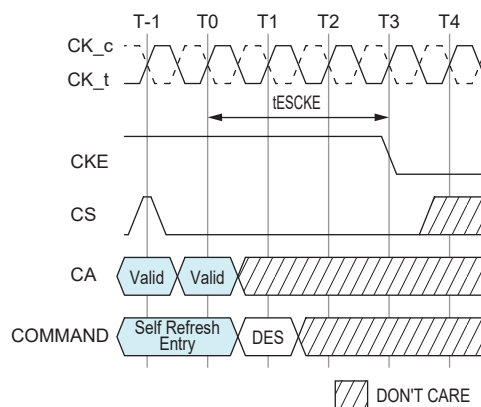 T-1 T0 T1 T2 T3 T4
CK_c
CK_t
tESCKE
CKE
CS
CA Valid Valid
COMMAND Self Refresh Entry DES
DON'T CARE